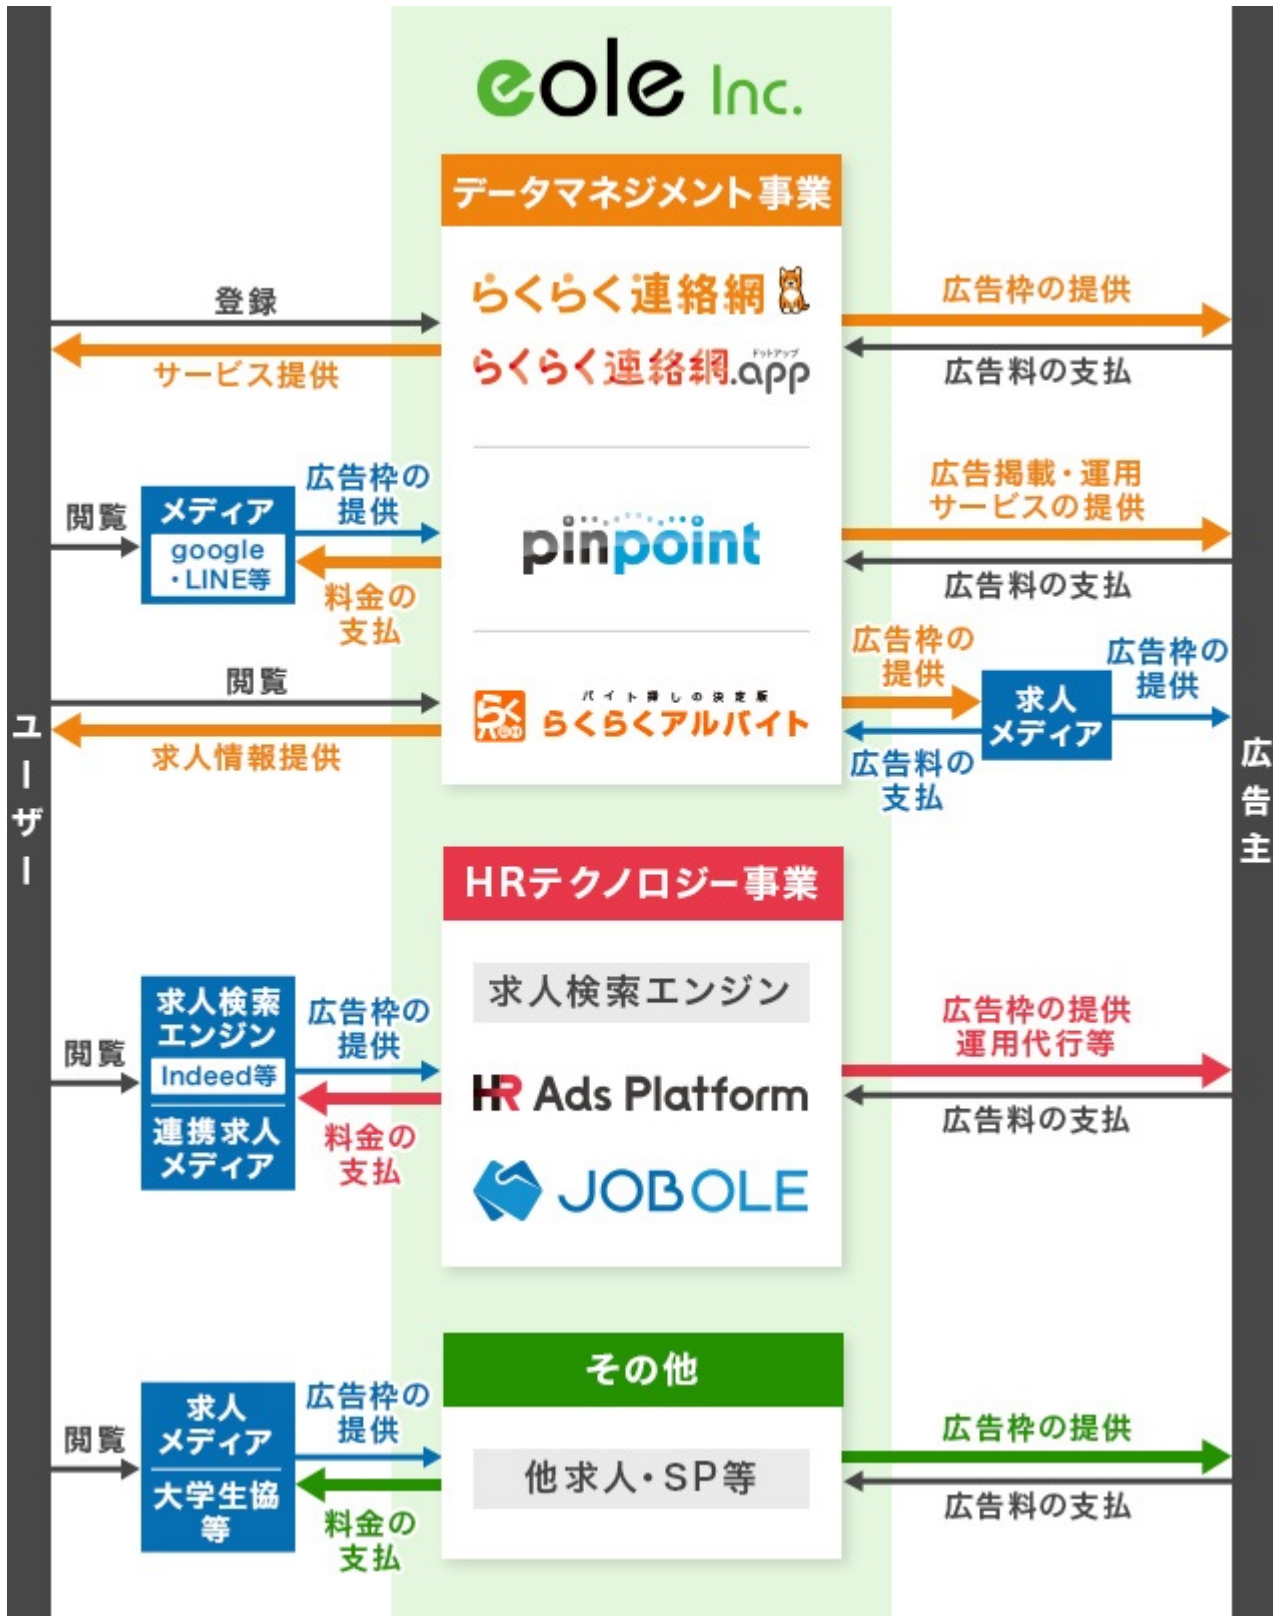 eole Inc.
データマネジメント事業
らくらく連絡網
登録
サービス提供
広告枠の提供
広告料の支払
ドットアップ
らくらく連絡網.app
閲覧
メディア
google
・LINE等
広告枠の
提供
料金の
支払
pinpoint
広告掲載・運用
サービスの提供
広告料の支払
閲覧
求人情報提供
バイト探しの決定版
らくらくアルバイト
広告枠の
提供
広告料の
支払
求人
メディア
広告枠の
提供
ユーザー
広告主
HRテクノロジー事業
求人検索エンジン
HR Ads Platform
JOBOLE
閲覧
求人検索
エンジン
Indeed等
連携求人
メディア
広告枠の
提供
料金の
支払
広告枠の提供
運用代行等
広告料の支払
その他
他求人・SP等
閲覧
求人
メディア
大学生協
等
広告枠の
提供
料金の
支払
広告枠の提供
広告料の支払